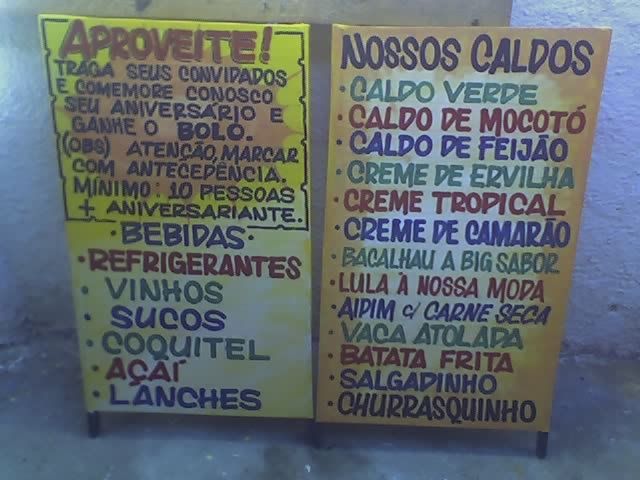 APROVEITE!
TRAGA SEUS CONVIDADOS
E COMEMORE CONOSCO
SEU ANIVERSÁRIO E
GANHE O BOLO.
(OBS) ATENÇÃO, MARCAR
COM ANTECEDÊNCIA.
MÍNIMO: 10 PESSOAS
+ ANIVERSARIANTE.
· BEBIDAS ·
· REFRIGERANTES
· VINHOS
· SUCOS
· COQUITEL
· AÇAÍ
· LANCHES
NOSSOS CALDOS
· CALDO VERDE
· CALDO DE MOCOTÓ
· CALDO DE FEIJÃO
· CREME DE ERVILHA
· CREME TROPICAL
· CREME DE CAMARÃO
· BACALHAU A BIG SABOR
· LULA À NOSSA MODA
· AIPIM C/ CARNE SECA
· VACA ATOLADA
· BATATA FRITA
· SALGADINHO
· CHURRASQUINHO